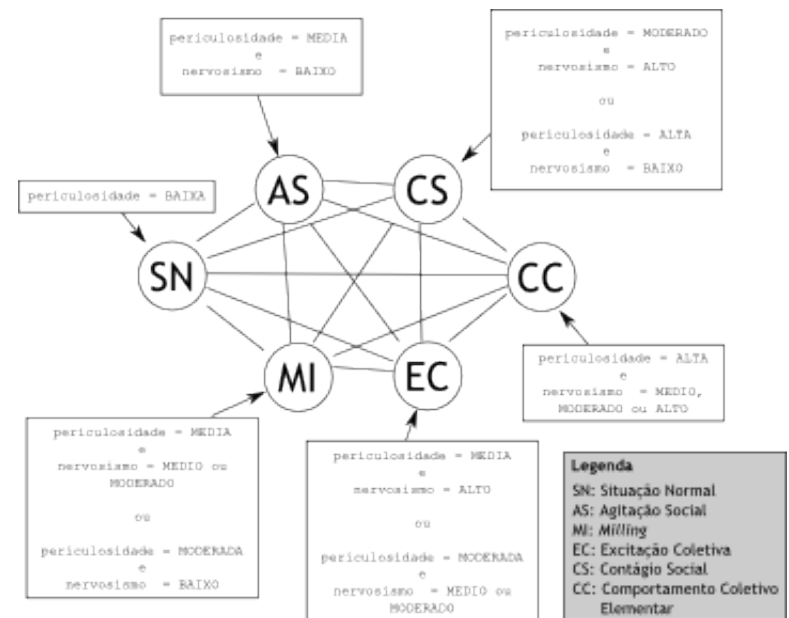 periculosidade = MEDIA
e
nervosismo = BAIXO
periculosidade = MODERADO
e
nervosismo = ALTO
ou
periculosidade = ALTA
e
nervosismo = BAIXO
periculosidade = BAIXA
AS
CS
SN
CC
MI
EC
periculosidade = ALTA
e
nervosismo = MEDIO,
MODERADO ou ALTO
periculosidade = MEDIA
e
nervosismo = MEDIO ou
MODERADO
ou
periculosidade = MODERADA
e
nervosismo = BAIXO
periculosidade = MEDIA
e
nervosismo = ALTO
ou
periculosidade = MODERADA
e
nervosismo = MEDIO ou
MODERADO
Legenda
SN: Situação Normal
AS: Agitação Social
MI: Milling
EC: Excitação Coletiva
CS: Contágio Social
CC: Comportamento Coletivo
Elementar